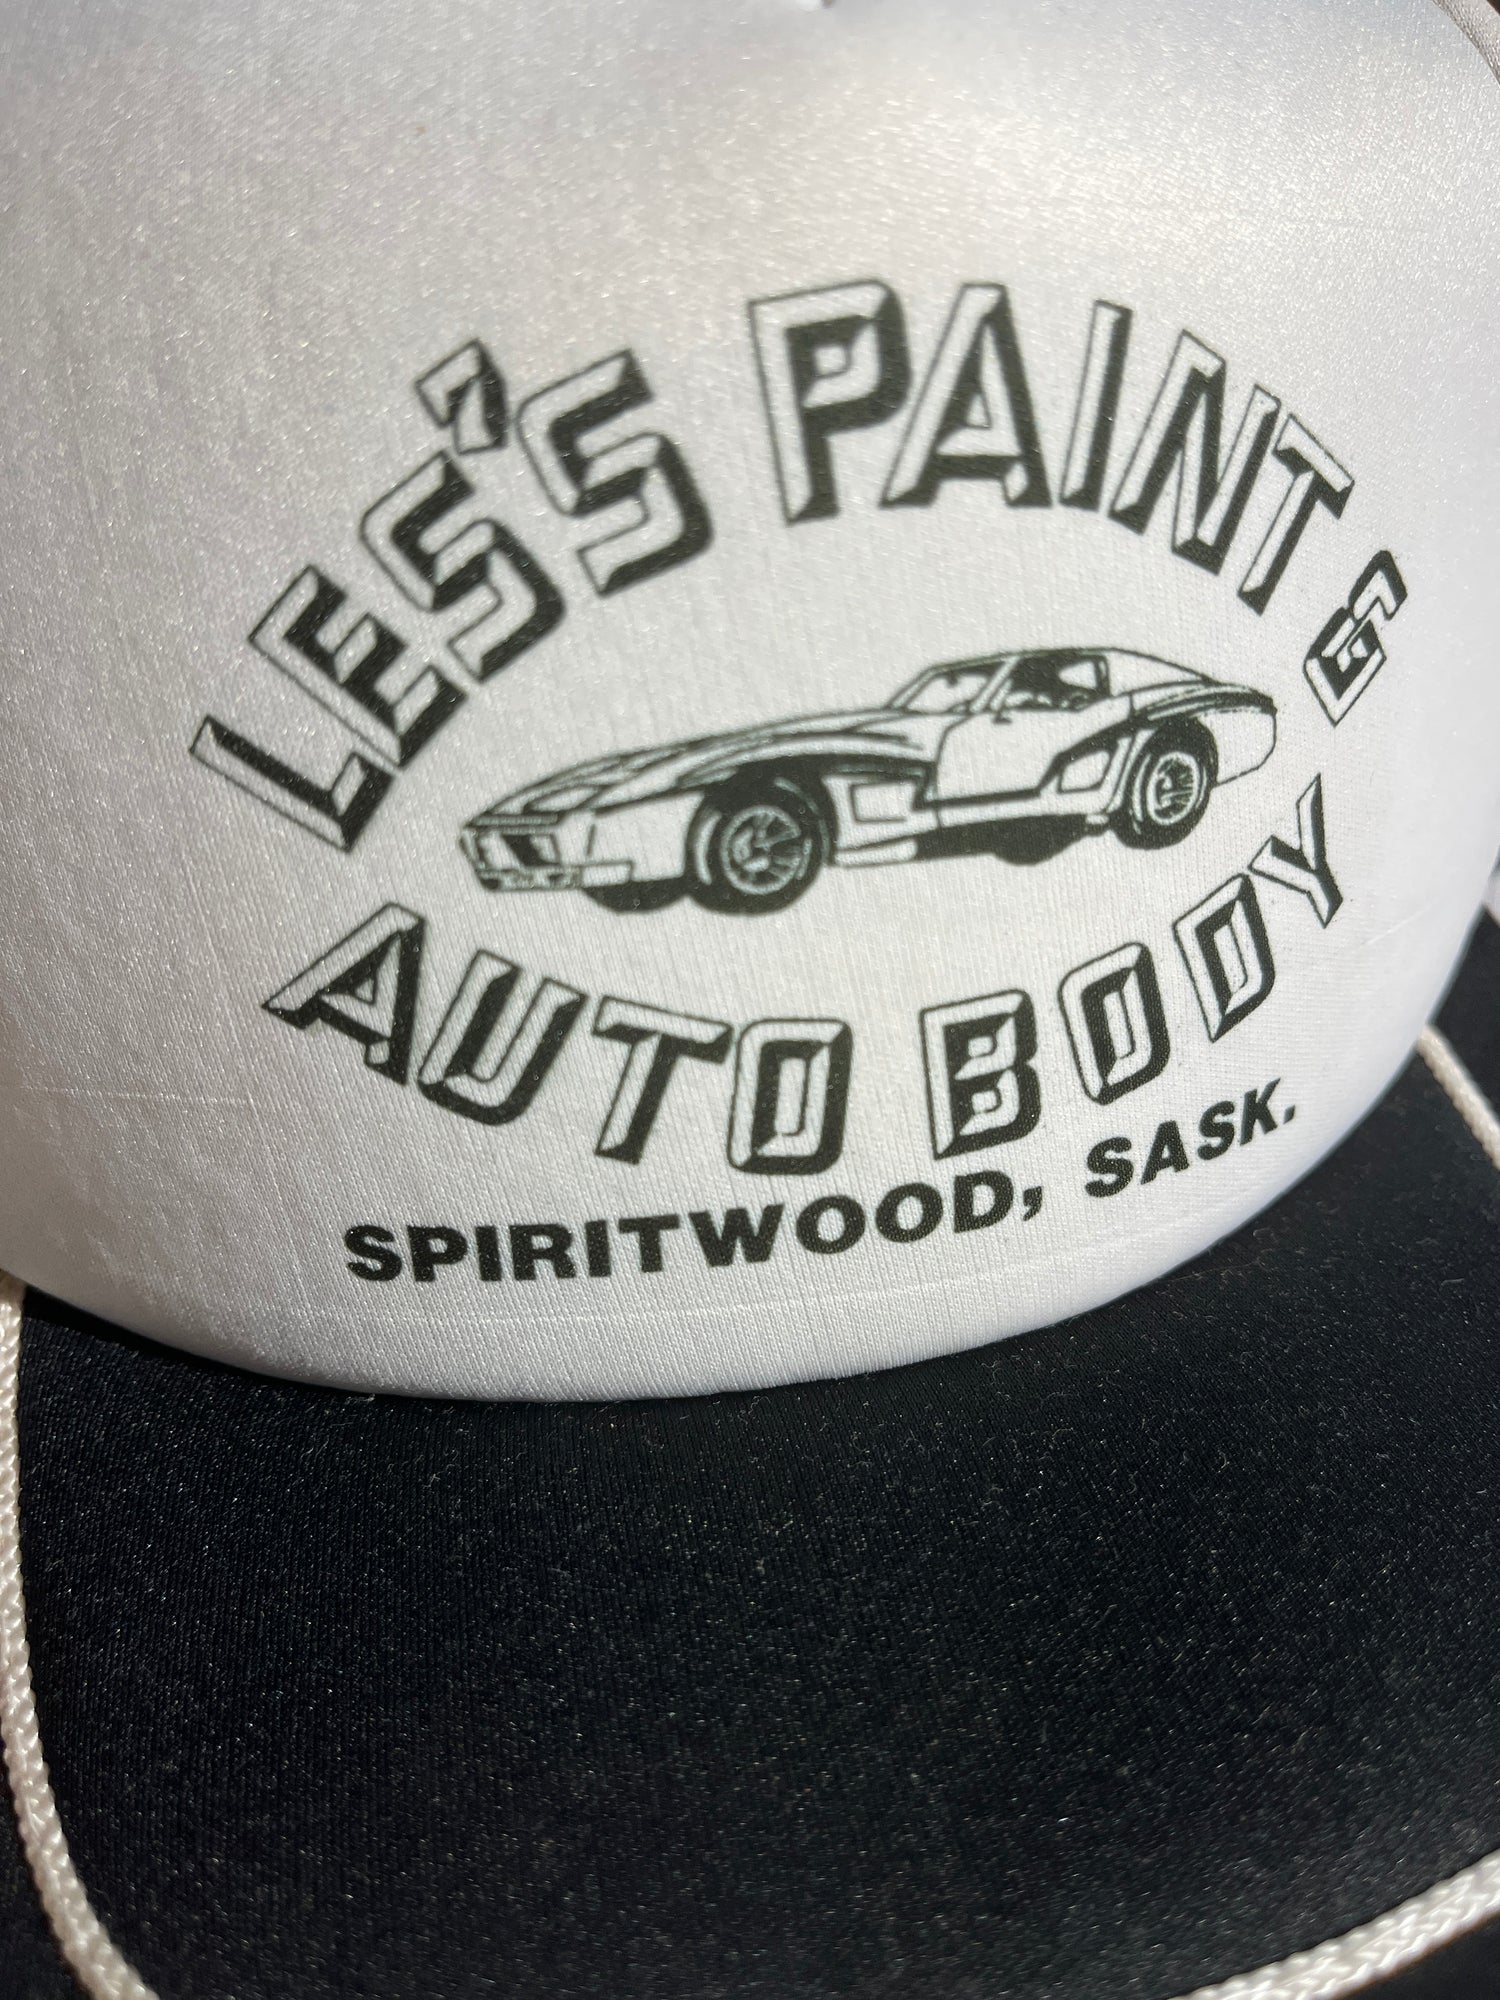 LES'S PAINT &
AUTO BODY
SPIRITWOOD, SASK.